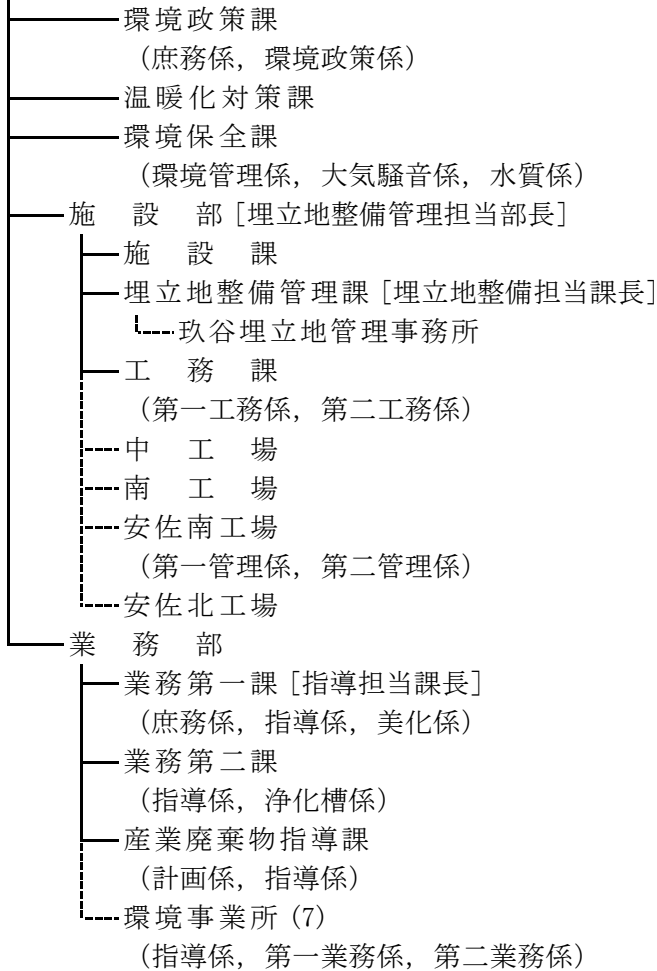 環境政策課
(庶務係，環境政策係)
温暖化対策課
環境保全課
(環境管理係，大気騒音係，水質係)
施設部［埋立地整備管理担当部長］
施設課
埋立地整備管理課［埋立地整備担当課長］
玖谷埋立地管理事務所
工務課
(第一工務係，第二工務係)
中工場
南工場
安佐南工場
(第一管理係，第二管理係)
安佐北工場
業務部
業務第一課［指導担当課長］
(庶務係，指導係，美化係)
業務第二課
(指導係，浄化槽係)
産業廃棄物指導課
(計画係，指導係)
環境事業所(7)
(指導係，第一業務係，第二業務係)